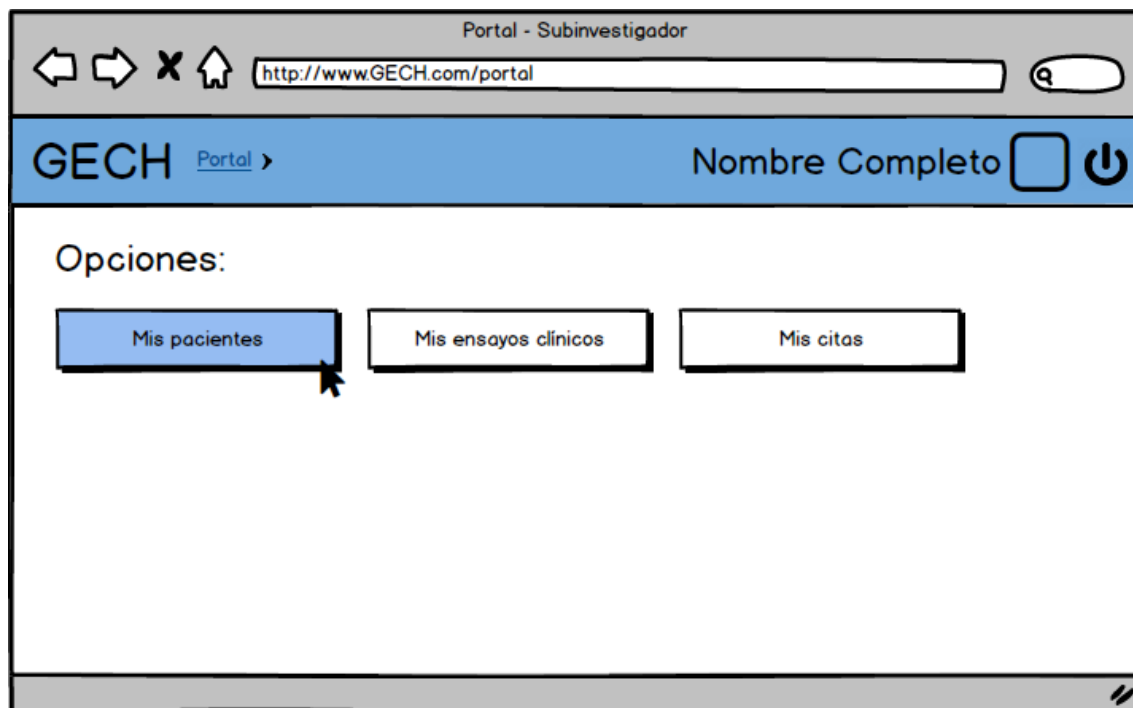 Portal - Subinvestigador
http://www.GECH.com/portal
GECH Portal Nombre Completo
Opciones:
Mis pacientes Mis ensayos clínicos Mis citas